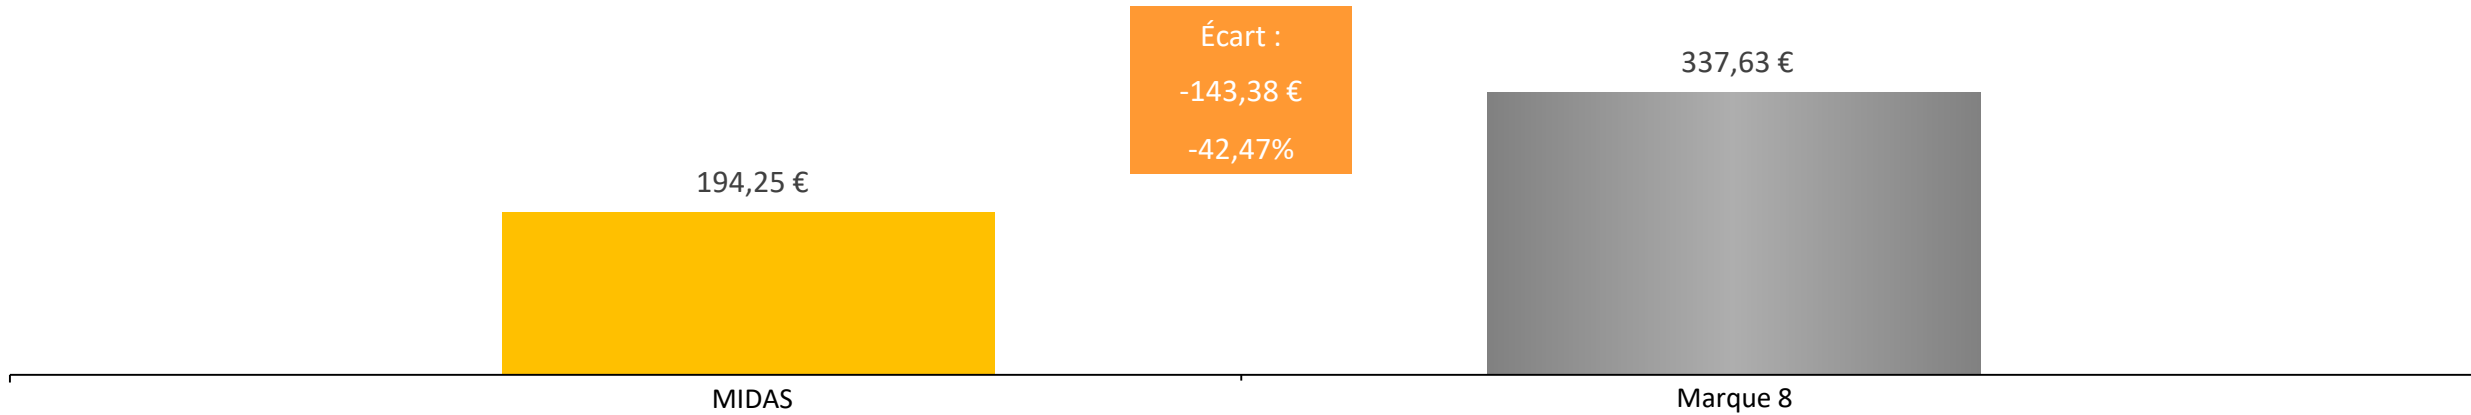 Écart :
-143,38 €
-42,47%
337,63 €
194,25 €
MIDAS
Marque 8